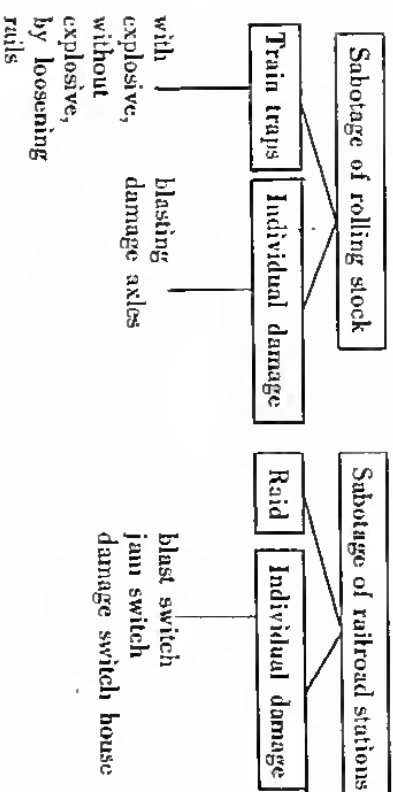 Sabotage of rolling stock
Train traps
Individual damage
with
explosive,
without
explosive,
by loosening
rails
blasting
damage axles
Sabotage of railroad stations
Raid
Individual damage
blast switch
jam switch
damage switch house